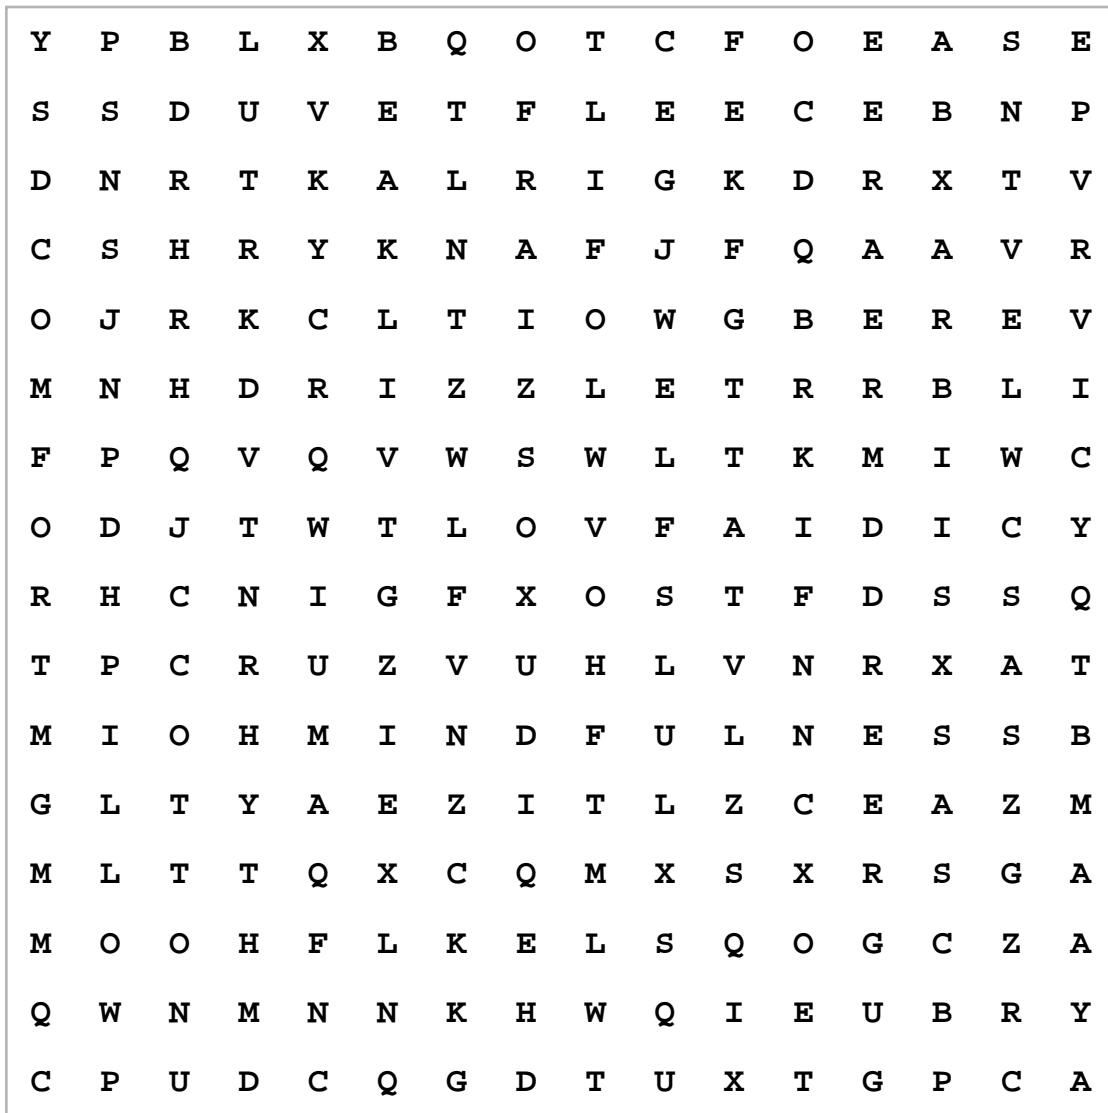 Y P B L X B Q O T C F O E A S E
S S D U V E T F L E E C E B N P
D N R T K A L R I G K D R X T V
C S H R Y K N A F J F Q A A V R
O J R K C L T I O W G B E R E V
M N H D R I Z Z L E T R R B L I
F P Q V Q V W S W L T K M I W C
O D J T W T L O V F A I D I C Y
R H C N I G F X O S T F D S S Q
T P C R U Z V U H L V N R X A T
M I O H M I N D F U L N E S S B
G L T Y A E Z I T L Z C E A Z M
M L T T Q X C Q M X S X R S G A
M O O H F L K E L S Q O G C Z A
Q W N M N N K H W Q I E U B R Y
C P U D C Q G D T U X T G P C A